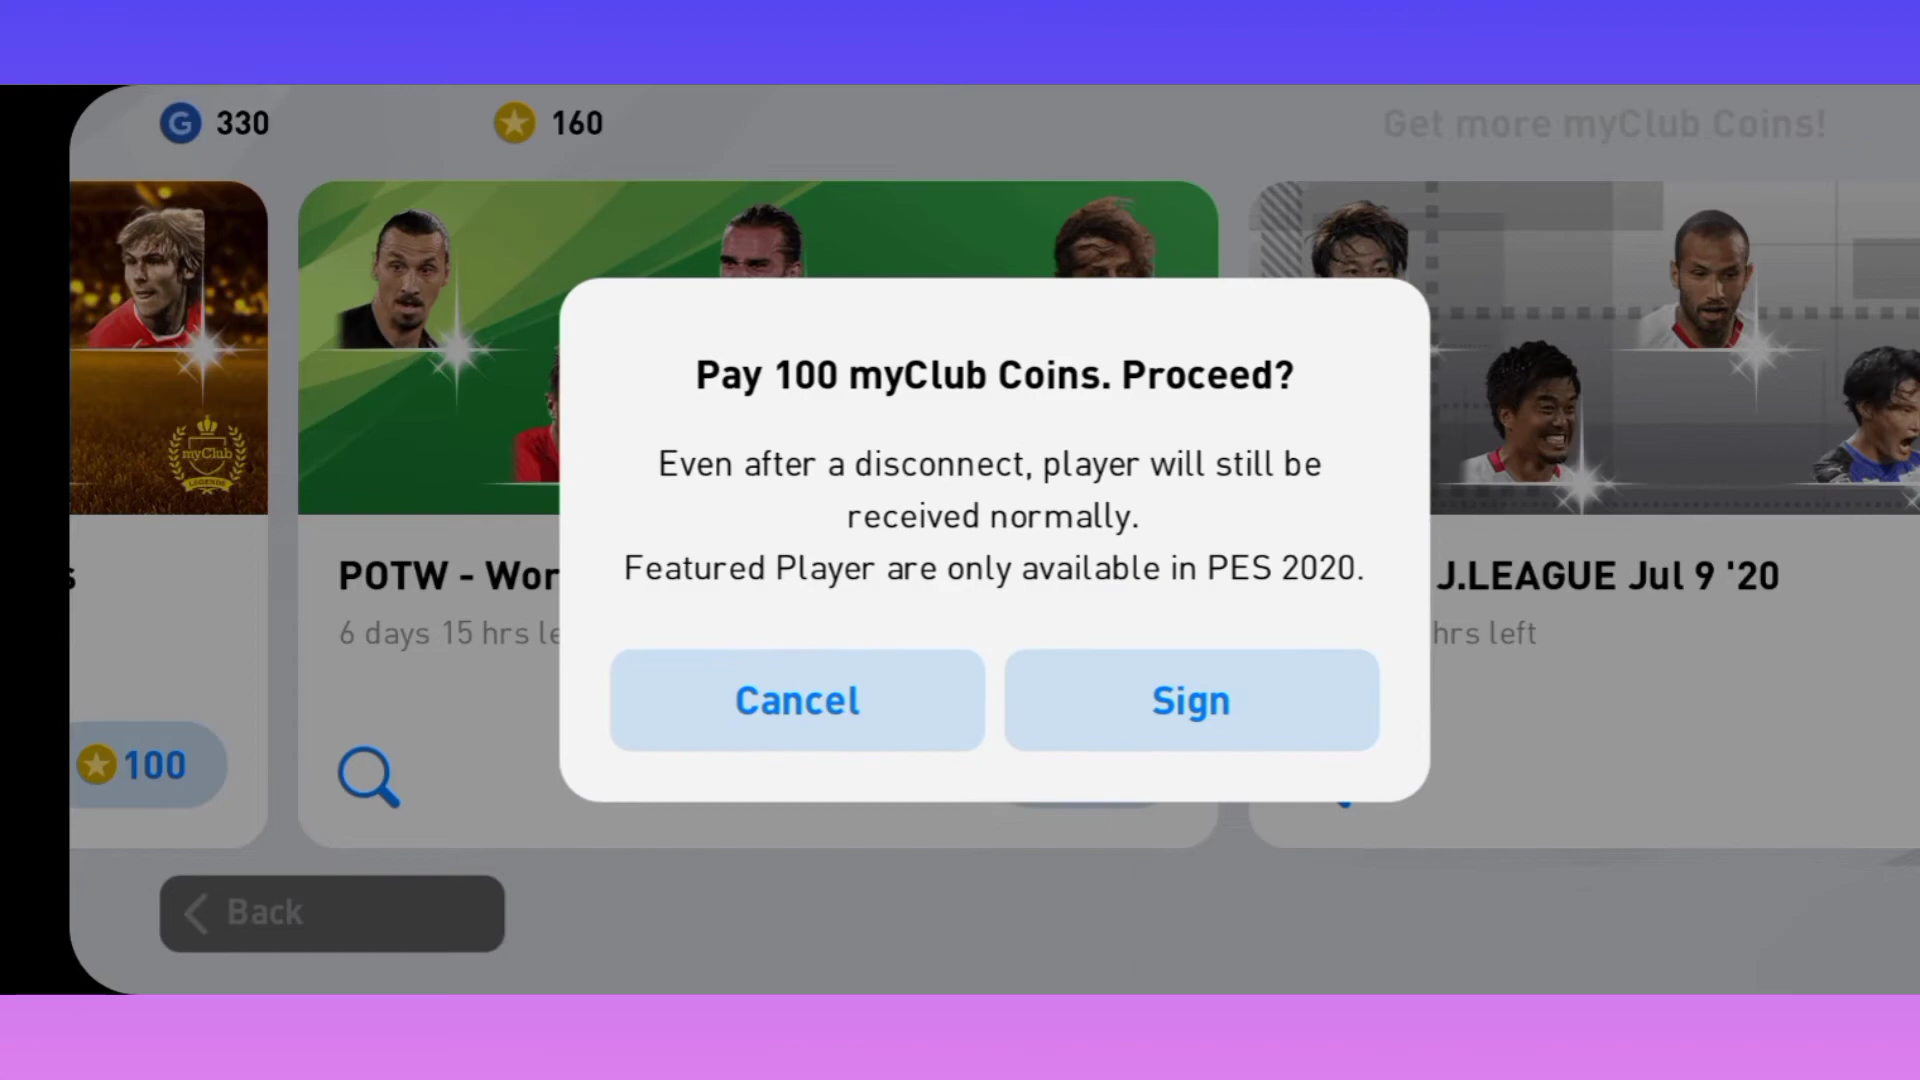 G 330
160
Get more myClub Coins!
myClub
LEGENDS
Pay 100 myClub Coins. Proceed?
Even after a disconnect, player will still be
received normally.
Featured Player are only available in PES 2020.
s
POTW - Wor
J.LEAGUE Jul 9 '20
6 days 15 hrs le
hrs left
Cancel
Sign
100
Back